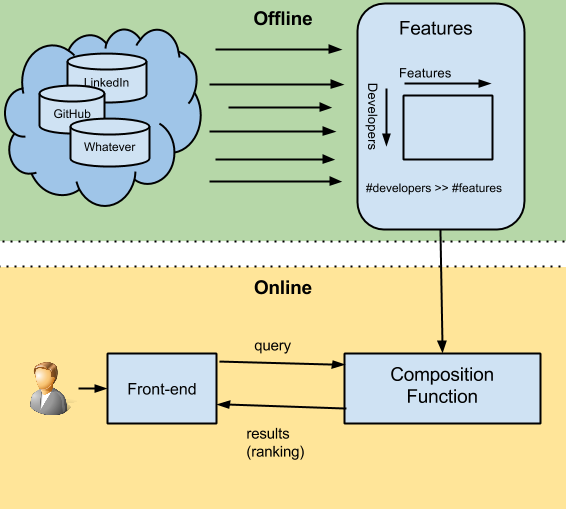 Offline
LinkedIn
GitHub
Whatever
Features
Features
Developers
#developers >> #features
Online
Front-end
query
results
(ranking)
Composition
Function